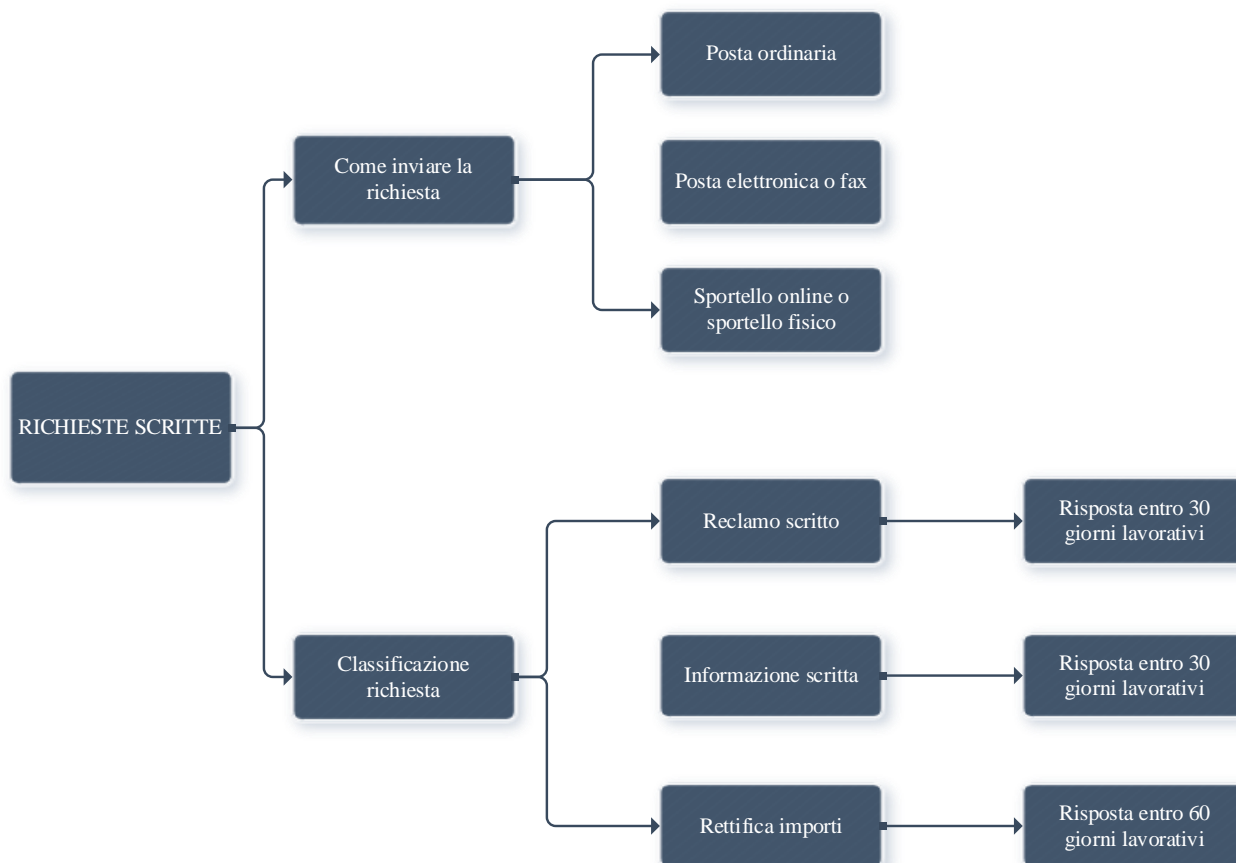 Posta ordinaria
Come inviare la
richiesta
Posta elettronica o fax
Sportello online o
sportello fisico
RICHIESTE SCRITTE
Reclamo scritto
Risposta entro 30
giorni lavorativi
Classificazione
richiesta
Informazione scritta
Risposta entro 30
giorni lavorativi
Rettifica importi
Risposta entro 60
giorni lavorativi